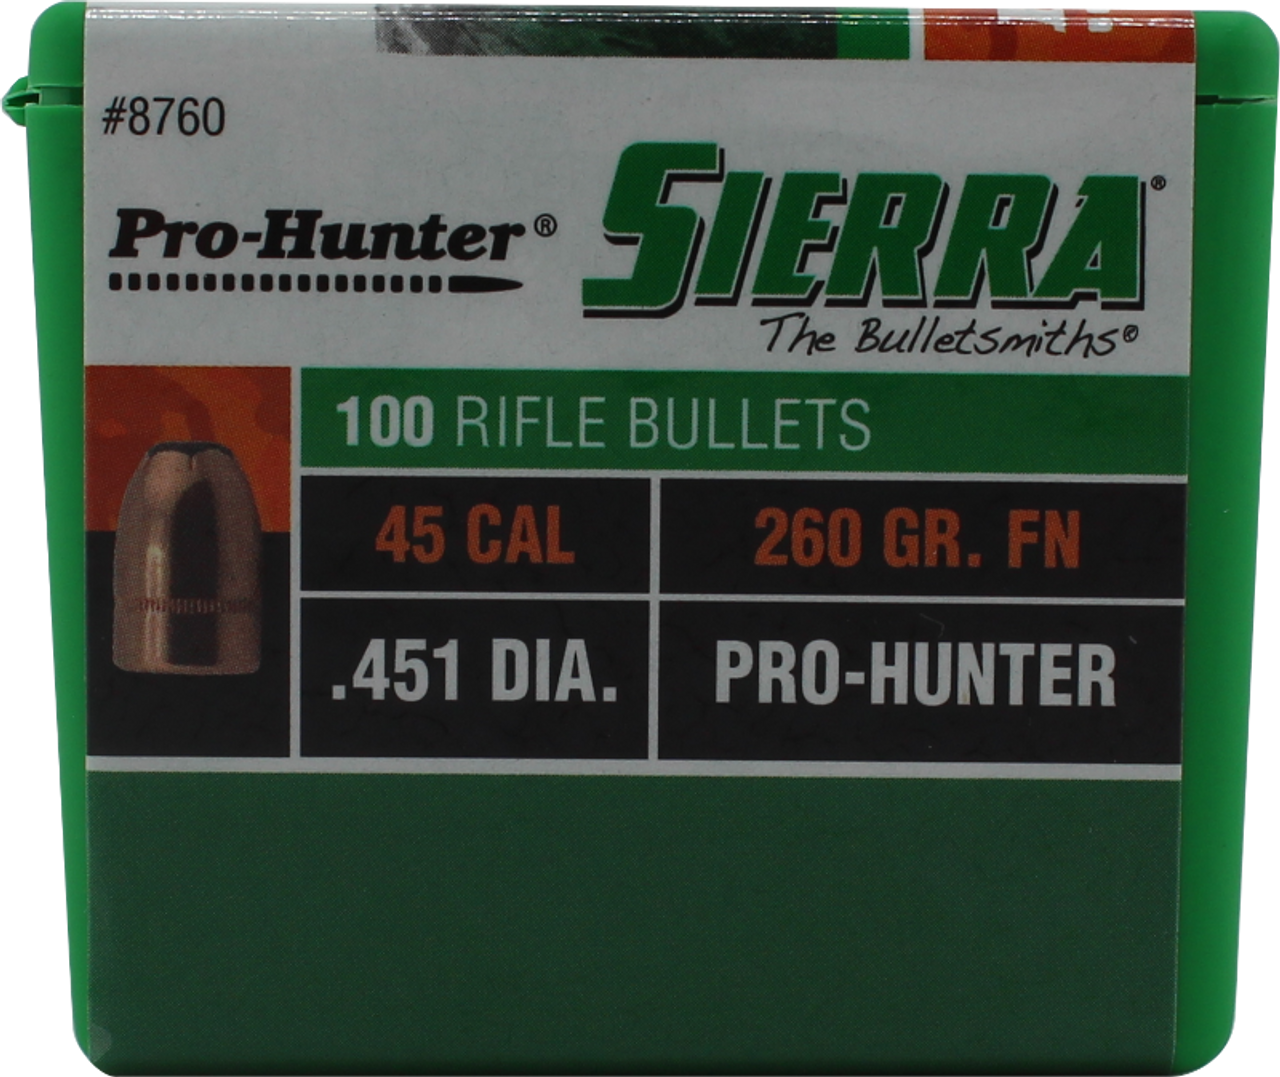 #8760
Pro-Hunter®
SIERRA®
The Bulletsmiths®
100 RIFLE BULLETS
45 CAL
260 GR. FN
.451 DIA.
PRO-HUNTER